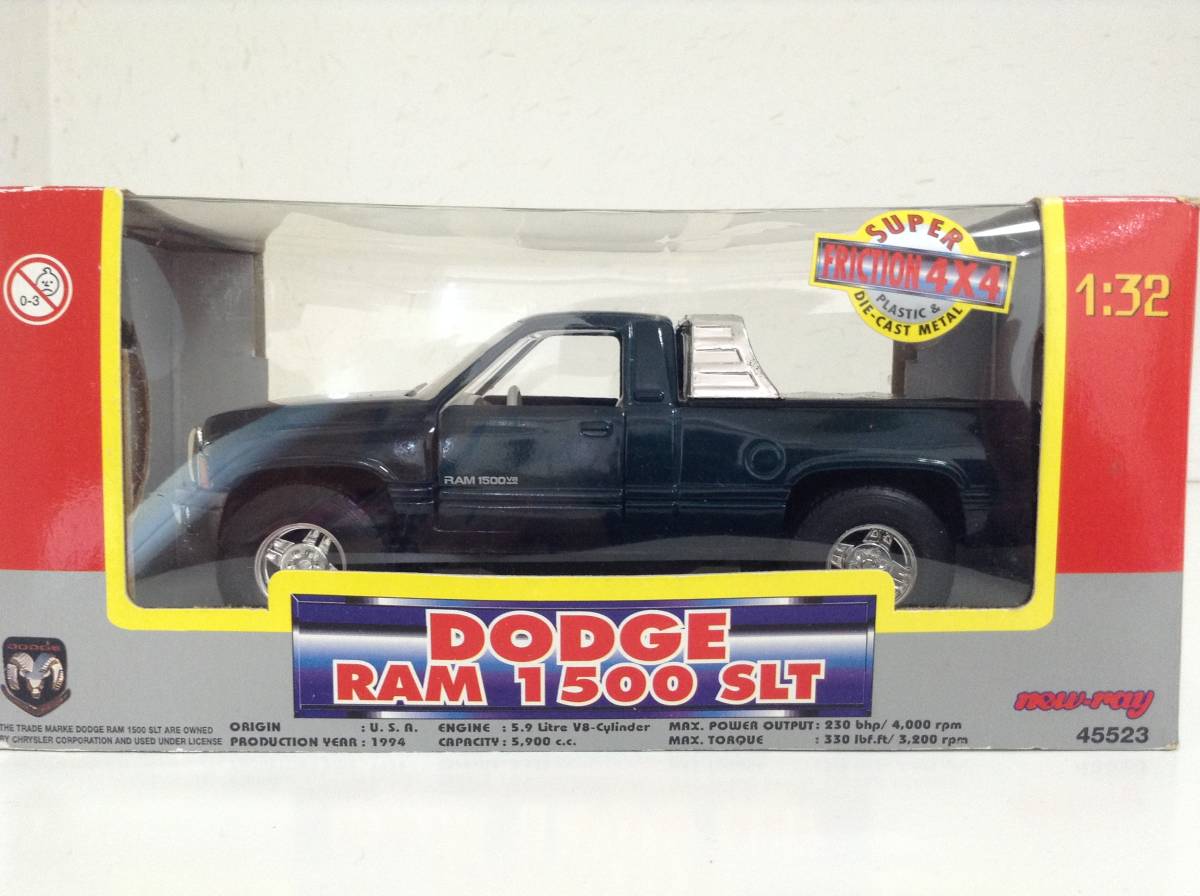 SUPER
FRICTION 4X4
PLASTIC &
DIE-CAST METAL
1:32
0-3
RAM 1500 V8
DODGE
RAM 1500 SLT
DODGE
new-ray
45523
THE TRADE MARKE DODGE RAM 1500 SLT ARE OWNED
BY CHRYSLER CORPORATION AND USED UNDER LICENSE
ORIGIN : U.S.A. ENGINE : 5.9 Litre V8-Cylinder MAX. POWER OUTPUT : 230 bhp/ 4,000 rpm
PRODUCTION YEAR : 1994 CAPACITY : 5,900 c.c. MAX. TORQUE : 330 lbf.ft/ 3,200 rpm